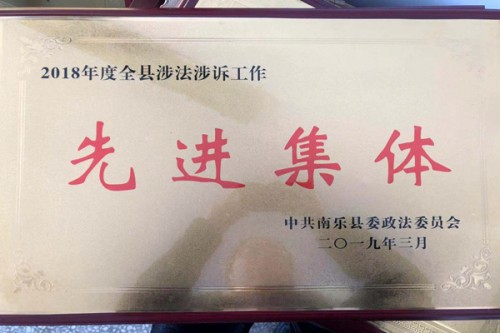 2018年度全县涉法涉诉工作
先进集体
中共南乐县委政法委员会
二〇一九年三月